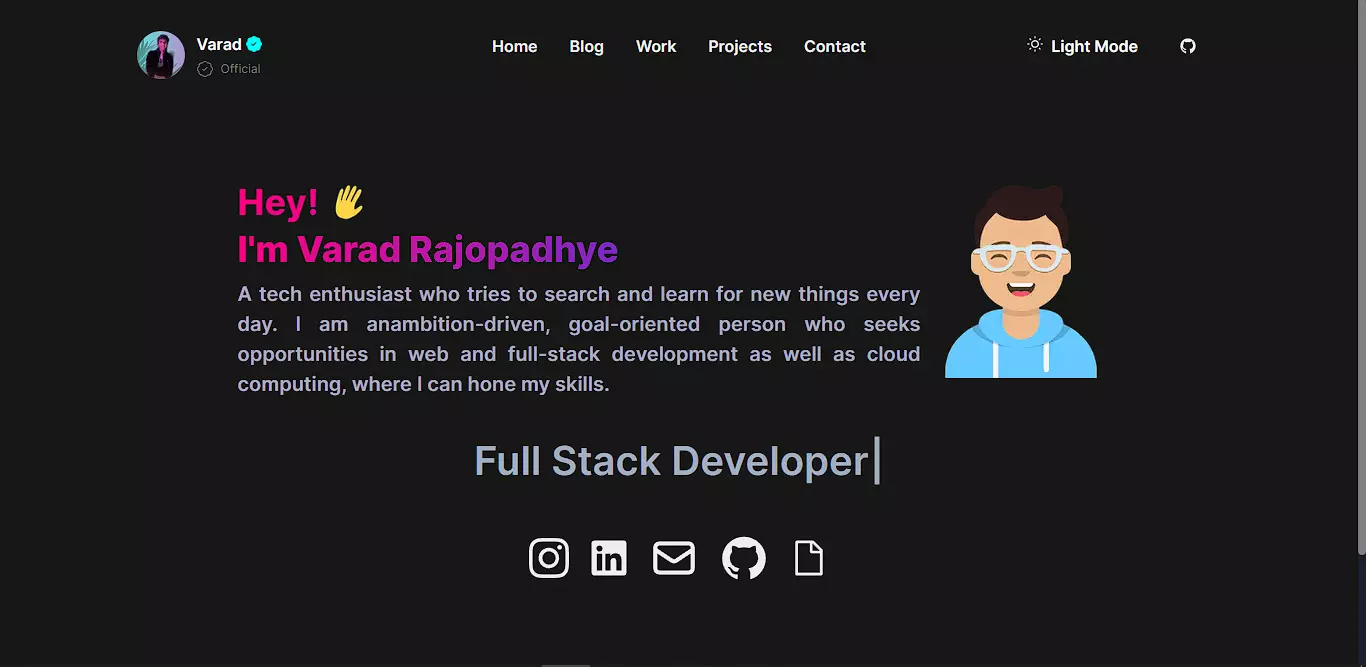 Varad
Official
Home Blog Work Projects Contact
Light Mode
Hey! 👋
I'm Varad Rajopadhye
A tech enthusiast who tries to search and learn for new things every
day. I am anambition-driven, goal-oriented person who seeks
opportunities in web and full-stack development as well as cloud
computing, where I can hone my skills.
Full Stack Developer|
in